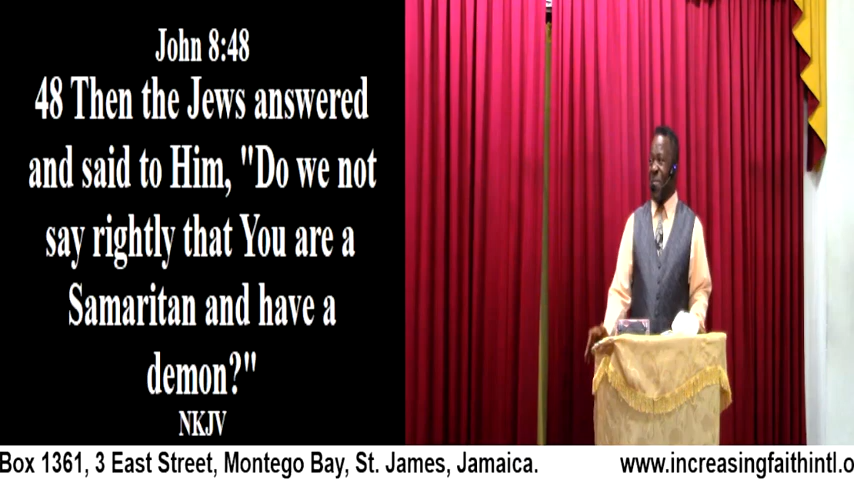 John 8:48
48 Then the Jews answered
and said to Him, "Do we not
say rightly that You are a
Samaritan and have a
demon?"
NKJV
Box 1361, 3 East Street, Montego Bay, St. James, Jamaica. www.increasingfaithintl.o